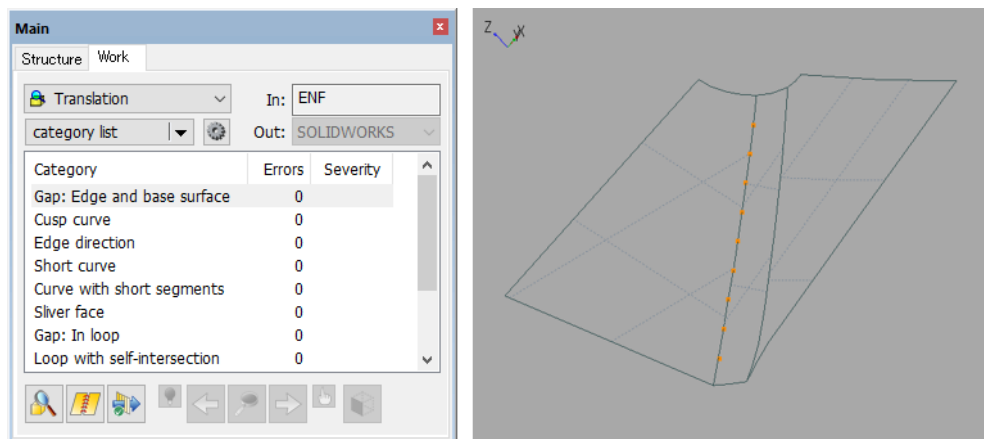 Main
Structure Work
Translation In: ENF
category list Out: SOLIDWORKS
Category Errors Severity
Gap: Edge and base surface 0
Cusp curve 0
Edge direction 0
Short curve 0
Curve with short segments 0
Sliver face 0
Gap: In loop 0
Loop with self-intersection 0
Z y X